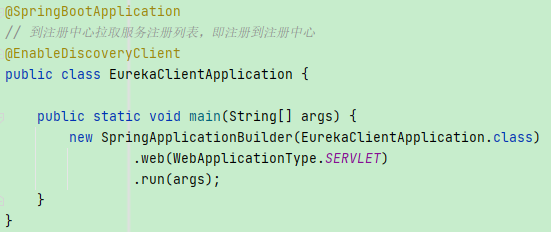 @SpringBootApplication
// 到注册中心拉取服务注册列表，即注册到注册中心
@EnableDiscoveryClient
public class EurekaClientApplication {
public static void main(String[] args) {
new SpringApplicationBuilder(EurekaClientApplication.class)
.web(WebApplicationType.SERVLET)
.run(args);
}
}